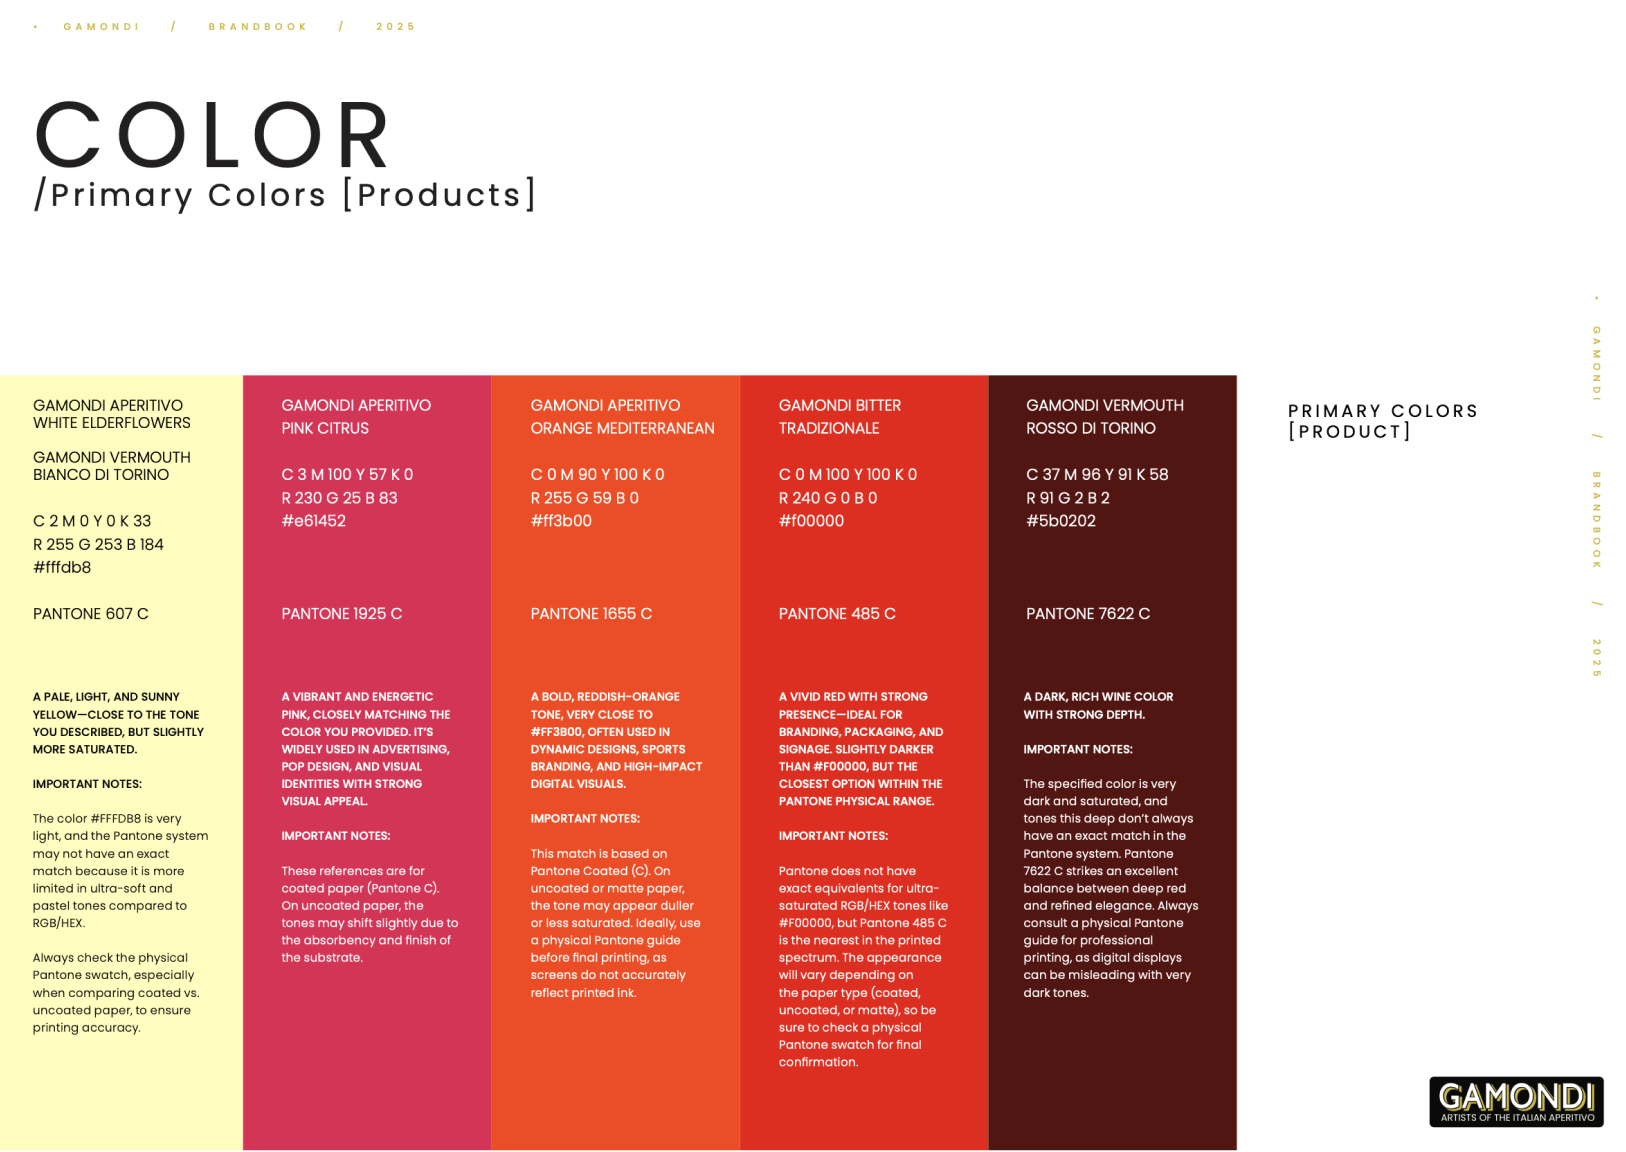 • GAMONDI / BRANDBOOK / 2025
COLOR
/Primary Colors [Products]
GAMONDI APERITIVO
WHITE ELDERFLOWERS
GAMONDI VERMOUTH
BIANCO DI TORINO
C 2 M 0 Y 0 K 33
R 255 G 253 B 184
#fffdb8
PANTONE 607 C
A PALE, LIGHT, AND SUNNY
YELLOW—CLOSE TO THE TONE
YOU DESCRIBED, BUT SLIGHTLY
MORE SATURATED.
IMPORTANT NOTES:
The color #FFFDB8 is very
light, and the Pantone system
may not have an exact
match because it is more
limited in ultra-soft and
pastel tones compared to
RGB/HEX.
Always check the physical
Pantone swatch, especially
when comparing coated vs.
uncoated paper, to ensure
printing accuracy.
GAMONDI APERITIVO
PINK CITRUS
C 3 M 100 Y 57 K 0
R 230 G 25 B 83
#e61452
PANTONE 1925 C
A VIBRANT AND ENERGETIC
PINK, CLOSELY MATCHING THE
COLOR YOU PROVIDED. IT'S
WIDELY USED IN ADVERTISING,
POP DESIGN, AND VISUAL
IDENTITIES WITH STRONG
VISUAL APPEAL.
IMPORTANT NOTES:
These references are for
coated paper (Pantone C).
On uncoated paper, the
tones may shift slightly due to
the absorbency and finish of
the substrate.
GAMONDI APERITIVO
ORANGE MEDITERRANEAN
C 0 M 90 Y 100 K 0
R 255 G 59 B 0
#ff3b00
PANTONE 1655 C
A BOLD, REDDISH-ORANGE
TONE, VERY CLOSE TO
#FF3B00, OFTEN USED IN
DYNAMIC DESIGNS, SPORTS
BRANDING, AND HIGH-IMPACT
DIGITAL VISUALS.
IMPORTANT NOTES:
This match is based on
Pantone Coated (C). On
uncoated or matte paper,
the tone may appear duller
or less saturated. Ideally, use
a physical Pantone guide
before final printing, as
screens do not accurately
reflect printed ink.
GAMONDI BITTER
TRADIZIONALE
C 0 M 100 Y 100 K 0
R 240 G 0 B 0
#f00000
PANTONE 485 C
A VIVID RED WITH STRONG
PRESENCE—IDEAL FOR
BRANDING, PACKAGING, AND
SIGNAGE. SLIGHTLY DARKER
THAN #F00000, BUT THE
CLOSEST OPTION WITHIN THE
PANTONE PHYSICAL RANGE.
IMPORTANT NOTES:
Pantone does not have
exact equivalents for ultra-
saturated RGB/HEX tones like
#F00000, but Pantone 485 C
is the nearest in the printed
spectrum. The appearance
will vary depending on
the paper type (coated,
uncoated, or matte), so be
sure to check a physical
Pantone swatch for final
confirmation.
GAMONDI VERMOUTH
ROSSO DI TORINO
C 37 M 96 Y 91 K 58
R 91 G 2 B 2
#5b0202
PANTONE 7622 C
A DARK, RICH WINE COLOR
WITH STRONG DEPTH.
IMPORTANT NOTES:
The specified color is very
dark and saturated, and
tones this deep don't always
have an exact match in the
Pantone system. Pantone
7622 C strikes an excellent
balance between deep red
and refined elegance. Always
consult a physical Pantone
guide for professional
printing, as digital displays
can be misleading with very
dark tones.
PRIMARY COLORS
[PRODUCT]
• GAMONDI / BRANDBOOK / 2025
GAMONDI
ARTISTS OF THE ITALIAN APERITIVO